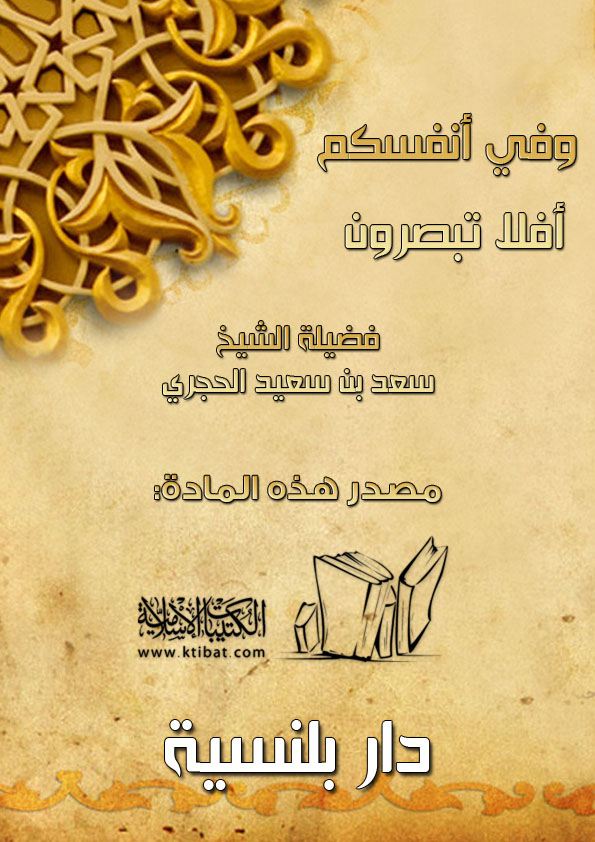 وفي أنفسكم
أفلا تبصرون
فضيلة الشيخ
سعد بن سعيد الحجري
مصدر هذه المادة:
الكتيبات الإسلامية
www.ktibat.com
دار بلنسية